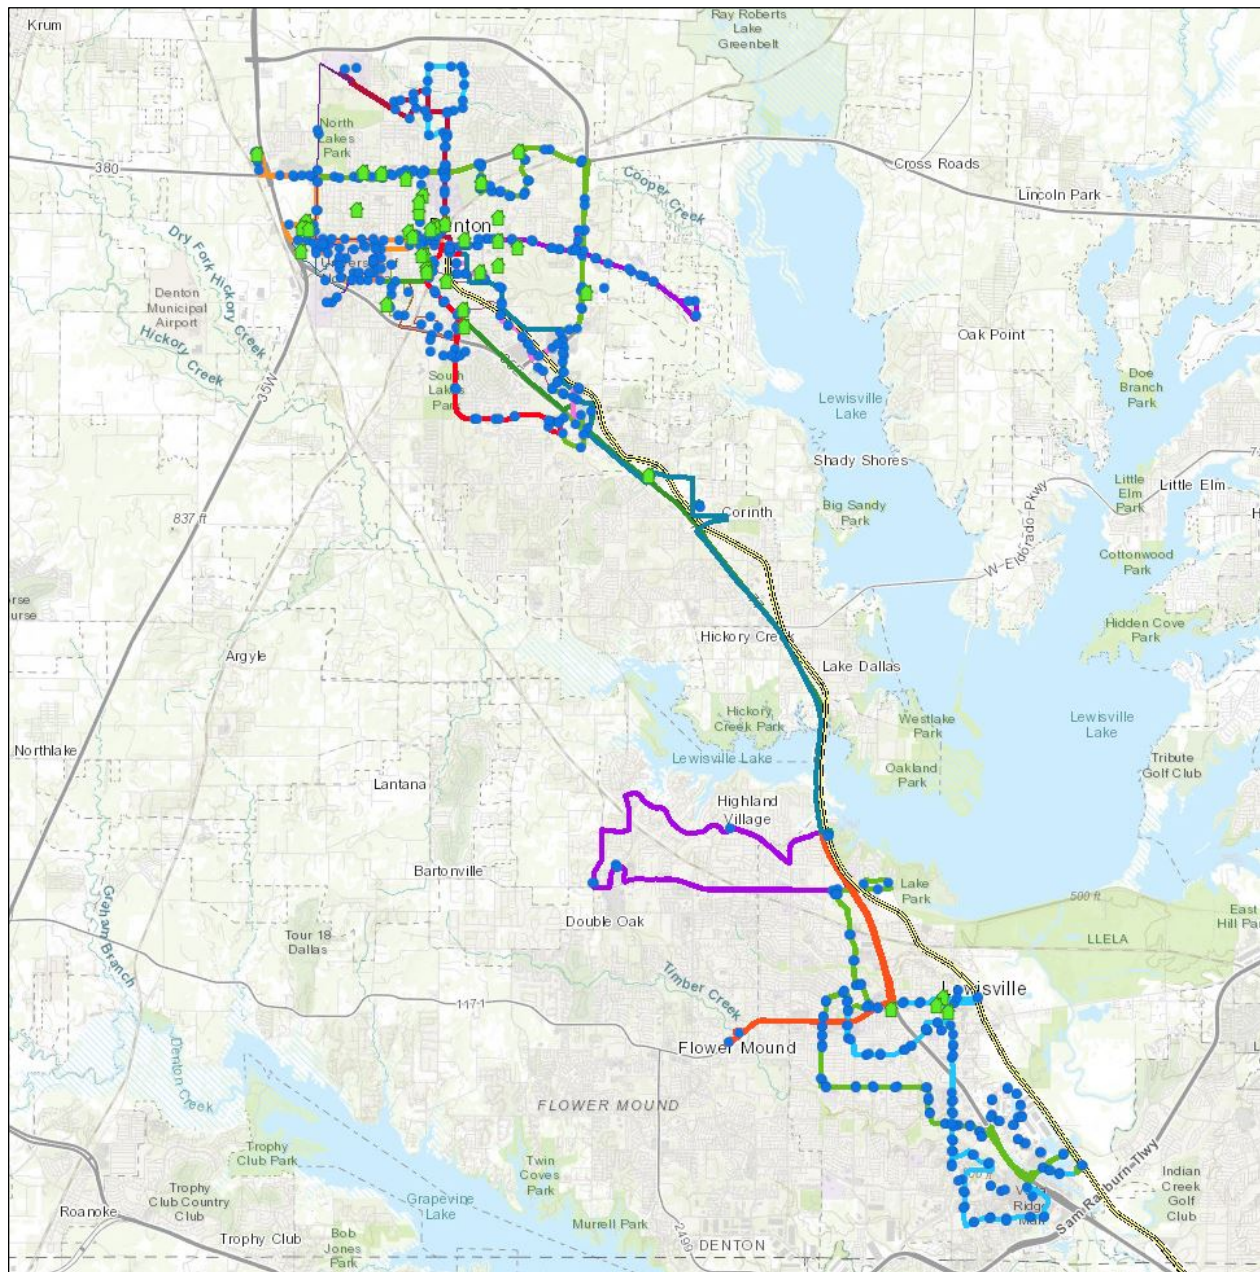 Krum
Ray Roberts
Lake
Greenbelt
North
Lakes
Park
380
Cross Roads
Lincoln Park
Cooper Creek
Dry Fork Hickory Creek
Denton
Municipal
Airport
Hickory Creek
Oak Point
Doe
Branch
Park
35W
South
Lewisville
Lake
Shady Shores
Little
Elm
Park
Little Elm
Big Sandy
Park
Corinth
837 ft
W Eldorado Pkwy
Cottonwood
Park
Hidden Cove
Park
Hickory Creek
Argyle
Lake Dallas
Hickory
Creek Park
Westlake
Park
Lewisville
Lake
Northlake
Lewisville Lake
Oakland
Park
Tribute
Golf Club
Lantana
Highland
Village
Bartonville
Lake
Park
500 ft
Graham Branch
Double Oak
East
Tour 18
Dallas
LLELA
Timber Creek
1171
Flower Mound
Denton Creek
FLOWER MOUND
Trophy
Club Park
Twin
Coves
Park
Sam Rayburn Tlwy
Indian
Creek
Golf
Club
Trophy
Club Country
Club
Grapevine
Lake
Roanoke
Murrell Park
Trophy Club
Bob
Jones
Park
2499
DENTON